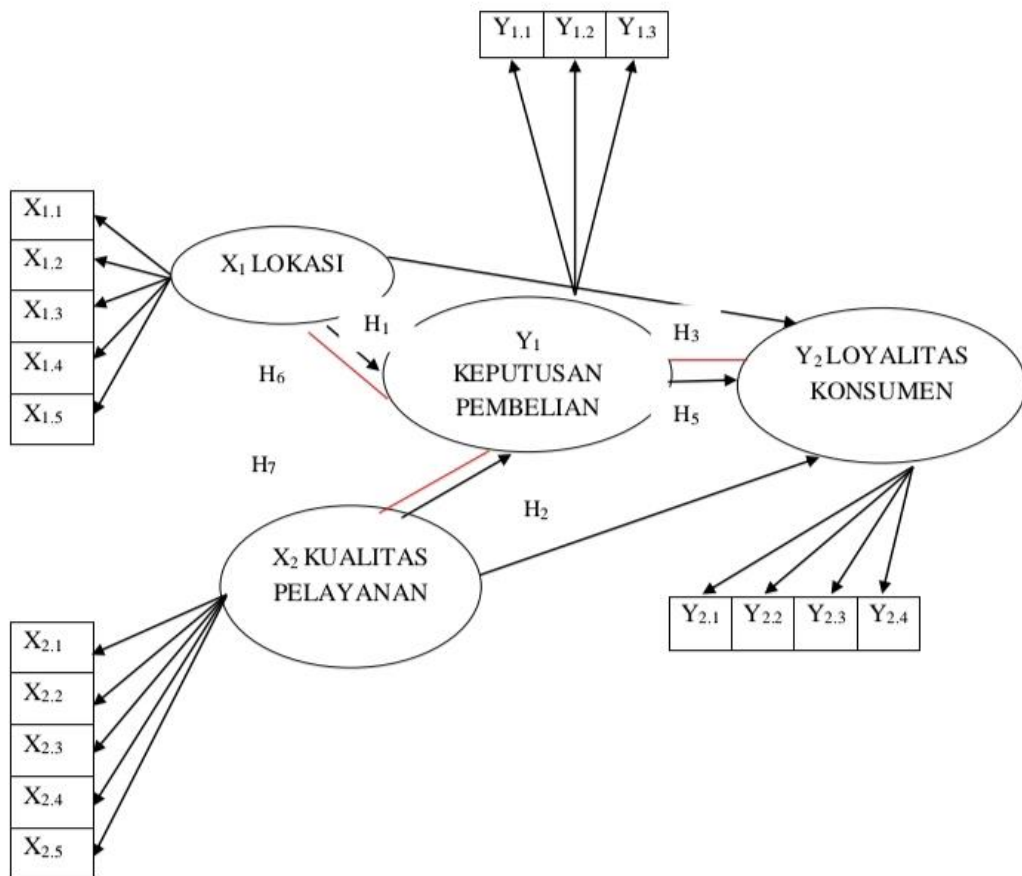 Y₁.₁ Y₁.₂ Y₁.₃
X₁.₁
X₁.₂
X₁.₃
X₁.₄
X₁.₅
X₁ LOKASI
H₁
H₃
Y₁
KEPUTUSAN
PEMBELIAN
Y₂ LOYALITAS
KONSUMEN
H₆
H₅
H₇
H₂
X₂ KUALITAS
PELAYANAN
Y₂.₁ Y₂.₂ Y₂.₃ Y₂.₄
X₂.₁
X₂.₂
X₂.₃
X₂.₄
X₂.₅